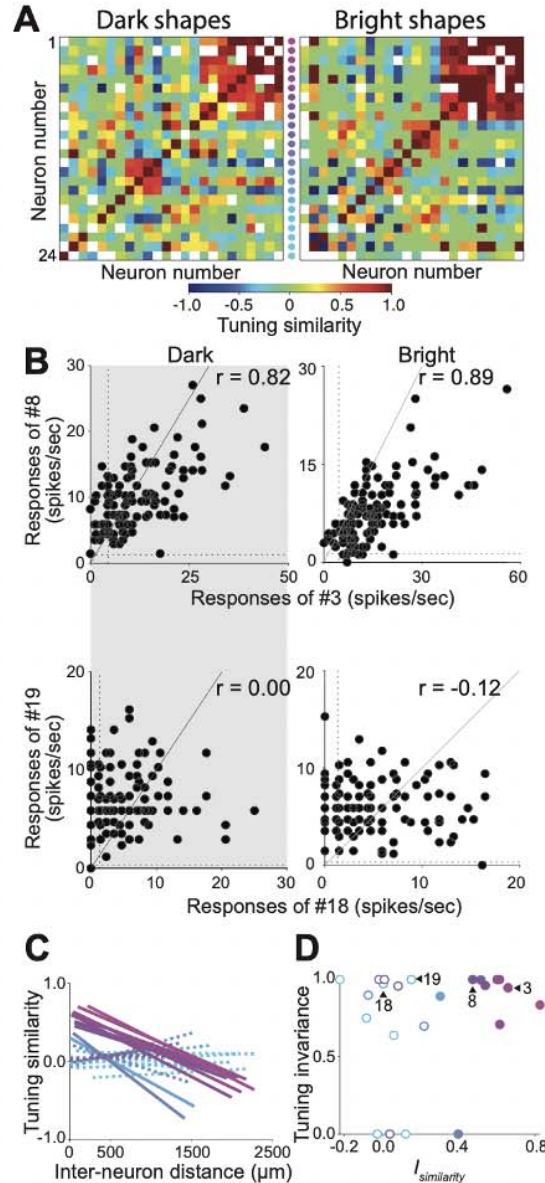 A
Dark shapes
Bright shapes
1
Neuron number
24
Neuron number
Neuron number
-1.0 -0.5 0 0.5 1.0
Tuning similarity
B
Dark
Bright
30
r = 0.82
Responses of #8
(spikes/sec)
20
10
0
0 25 50
30
r = 0.89
15
0
0 30 60
Responses of #3 (spikes/sec)
20
r = 0.00
Responses of #19
(spikes/sec)
10
0
0 10 20 30
20
r = -0.12
10
0
0 10 20
Responses of #18 (spikes/sec)
C
1.0
Tuning similarity
0.0
-1.0
0 500 1500 2500
Inter-neuron distance (μm)
D
Tuning invariance
1.0
0.5
0.0
19
18
8
3
-0.2 0.0 0.4 0.8
I similarity